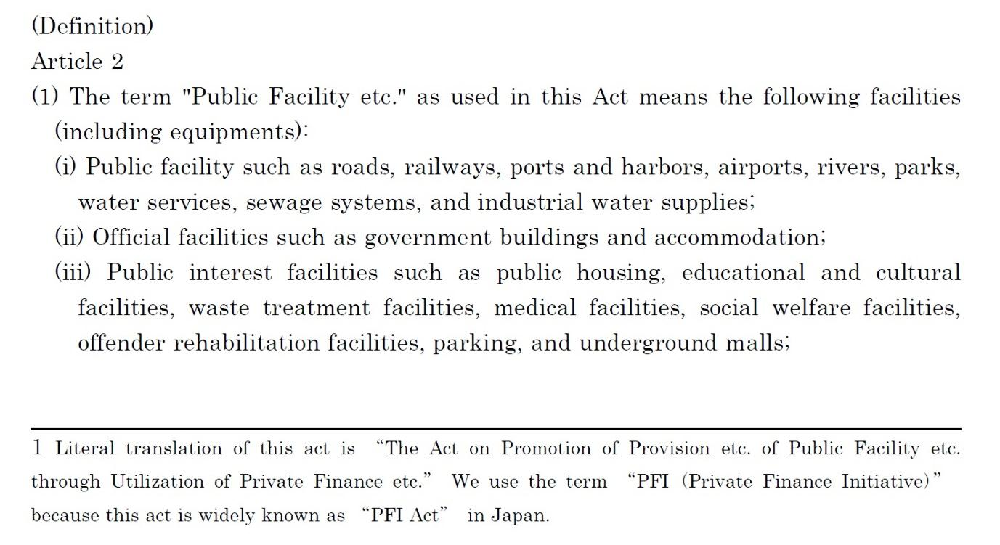 (Definition)
Article 2
(1) The term "Public Facility etc." as used in this Act means the following facilities
(including equipments):
(i) Public facility such as roads, railways, ports and harbors, airports, rivers, parks,
water services, sewage systems, and industrial water supplies;
(ii) Official facilities such as government buildings and accommodation;
(iii) Public interest facilities such as public housing, educational and cultural
facilities, waste treatment facilities, medical facilities, social welfare facilities,
offender rehabilitation facilities, parking, and underground malls;
1 Literal translation of this act is “The Act on Promotion of Provision etc. of Public Facility etc.
through Utilization of Private Finance etc.” We use the term “PFI (Private Finance Initiative)”
because this act is widely known as “PFI Act” in Japan.